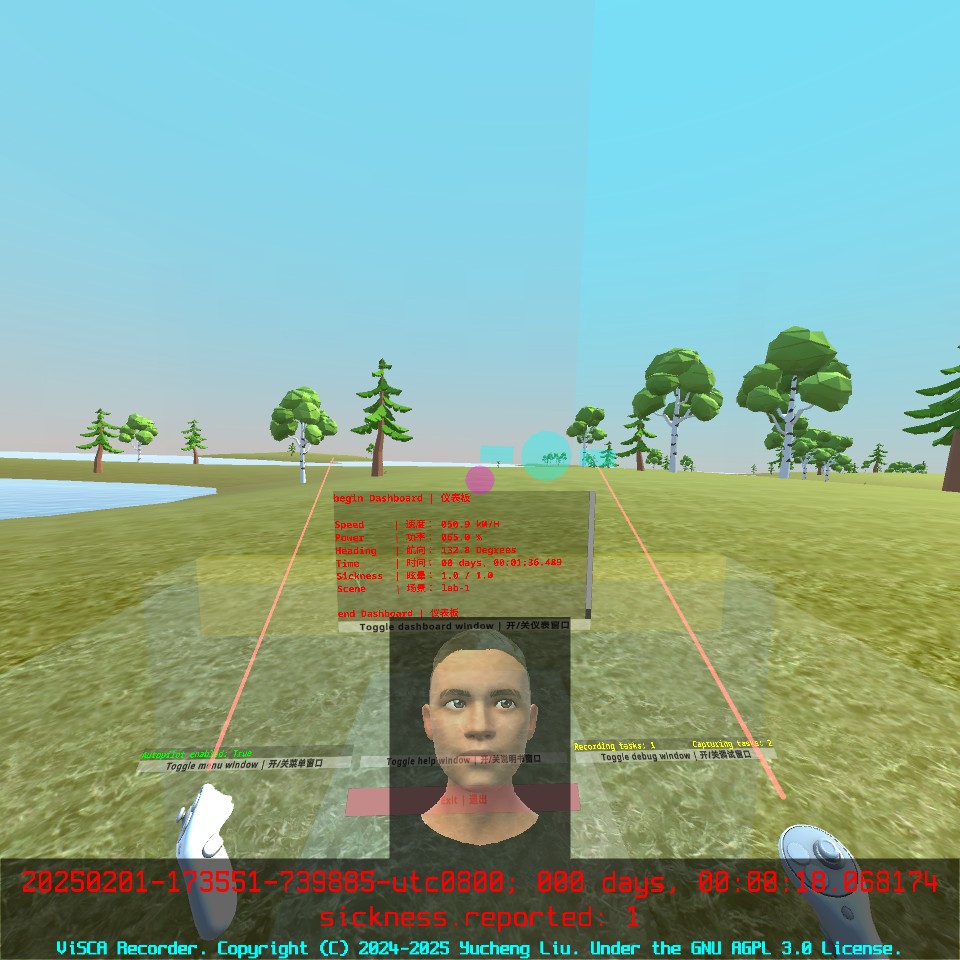 begin Dashboard | 仪表板
Speed | 速度: 050.9 kM/H
Power | 功率: 065.0 %
Heading | 航向: 132.8 Degrees
Time | 时间: 00 days, 00:01:36.489
Sickness | 眩晕: 1.0 / 1.0
Scene | 场景: lab-1
end Dashboard | 仪表板
Toggle dashboard window | 开/关仪表窗口
Autopilot enabled: True
Toggle menu window | 开/关菜单窗口
Toggle help window | 开/关说明书窗口
Recording tasks: 1 Capturing tasks: 2
Toggle debug window | 开/关调试窗口
Exit | 退出
20250201-173551-739885-utc0800; 000 days, 00:00:18.068174
sickness.reported: 1
ViSCA Recorder. Copyright (C) 2024-2025 Yucheng Liu. Under the GNU AGPL 3.0 License.